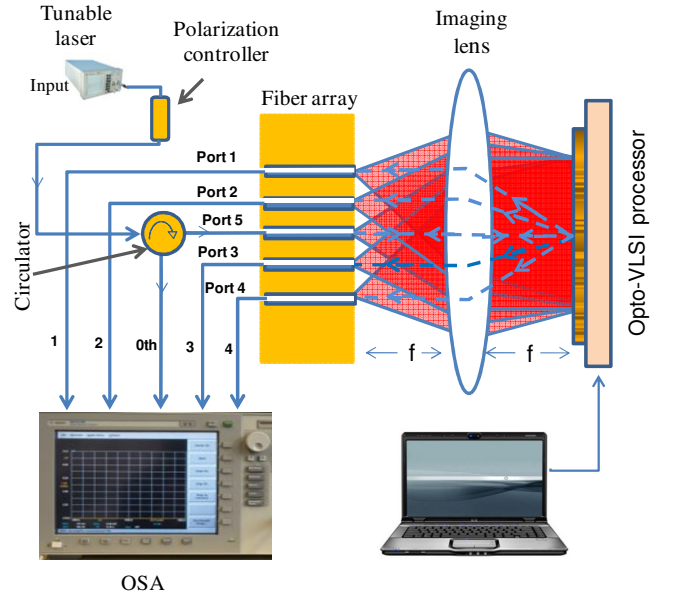 Tunable
laser
Input
Polarization
controller
Fiber array
Imaging
lens
Port 1
Port 2
Port 5
Port 3
Port 4
Circulator
1
2
0th
3
4
f
f
Opto-VLSI processor
OSA